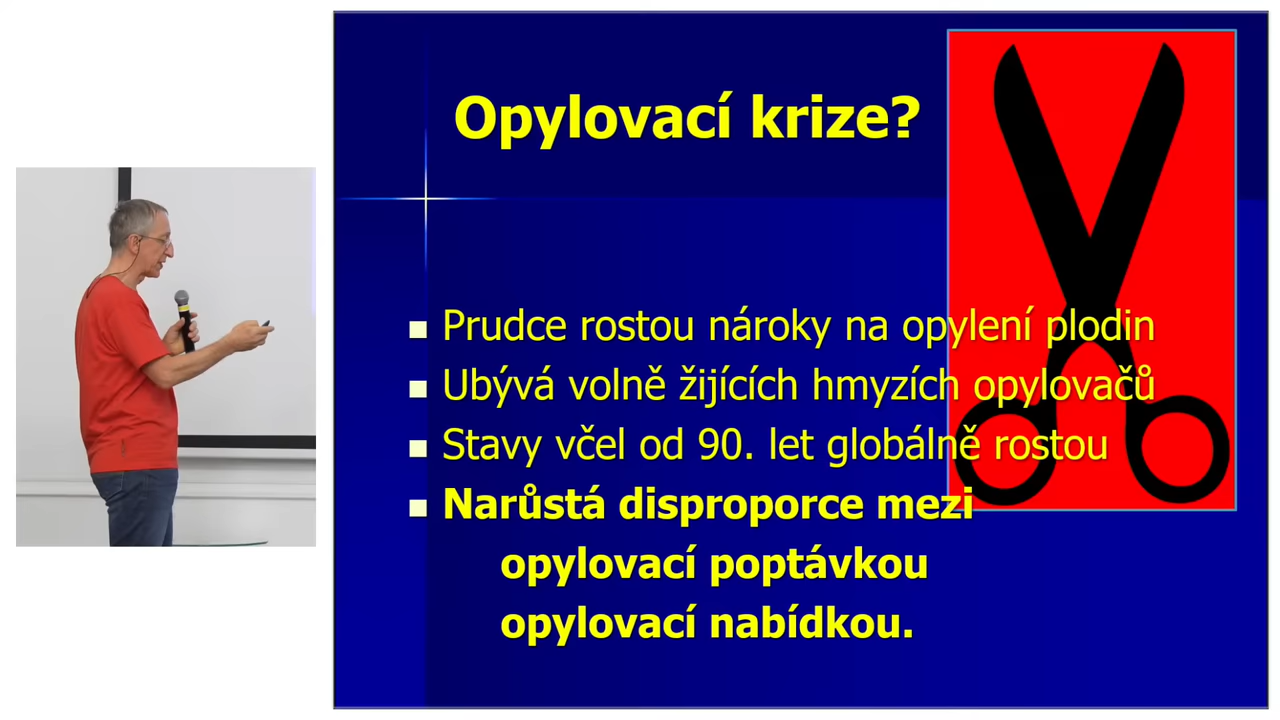 Opylovací krize?
Prudce rostou nároky na opylení plodin
Ubývá volně žijících hmyzích opylovačů
Stavy včel od 90. let globálně rostou
Narůstá disproporce mezi
opylovací poptávkou
opylovací nabídkou.